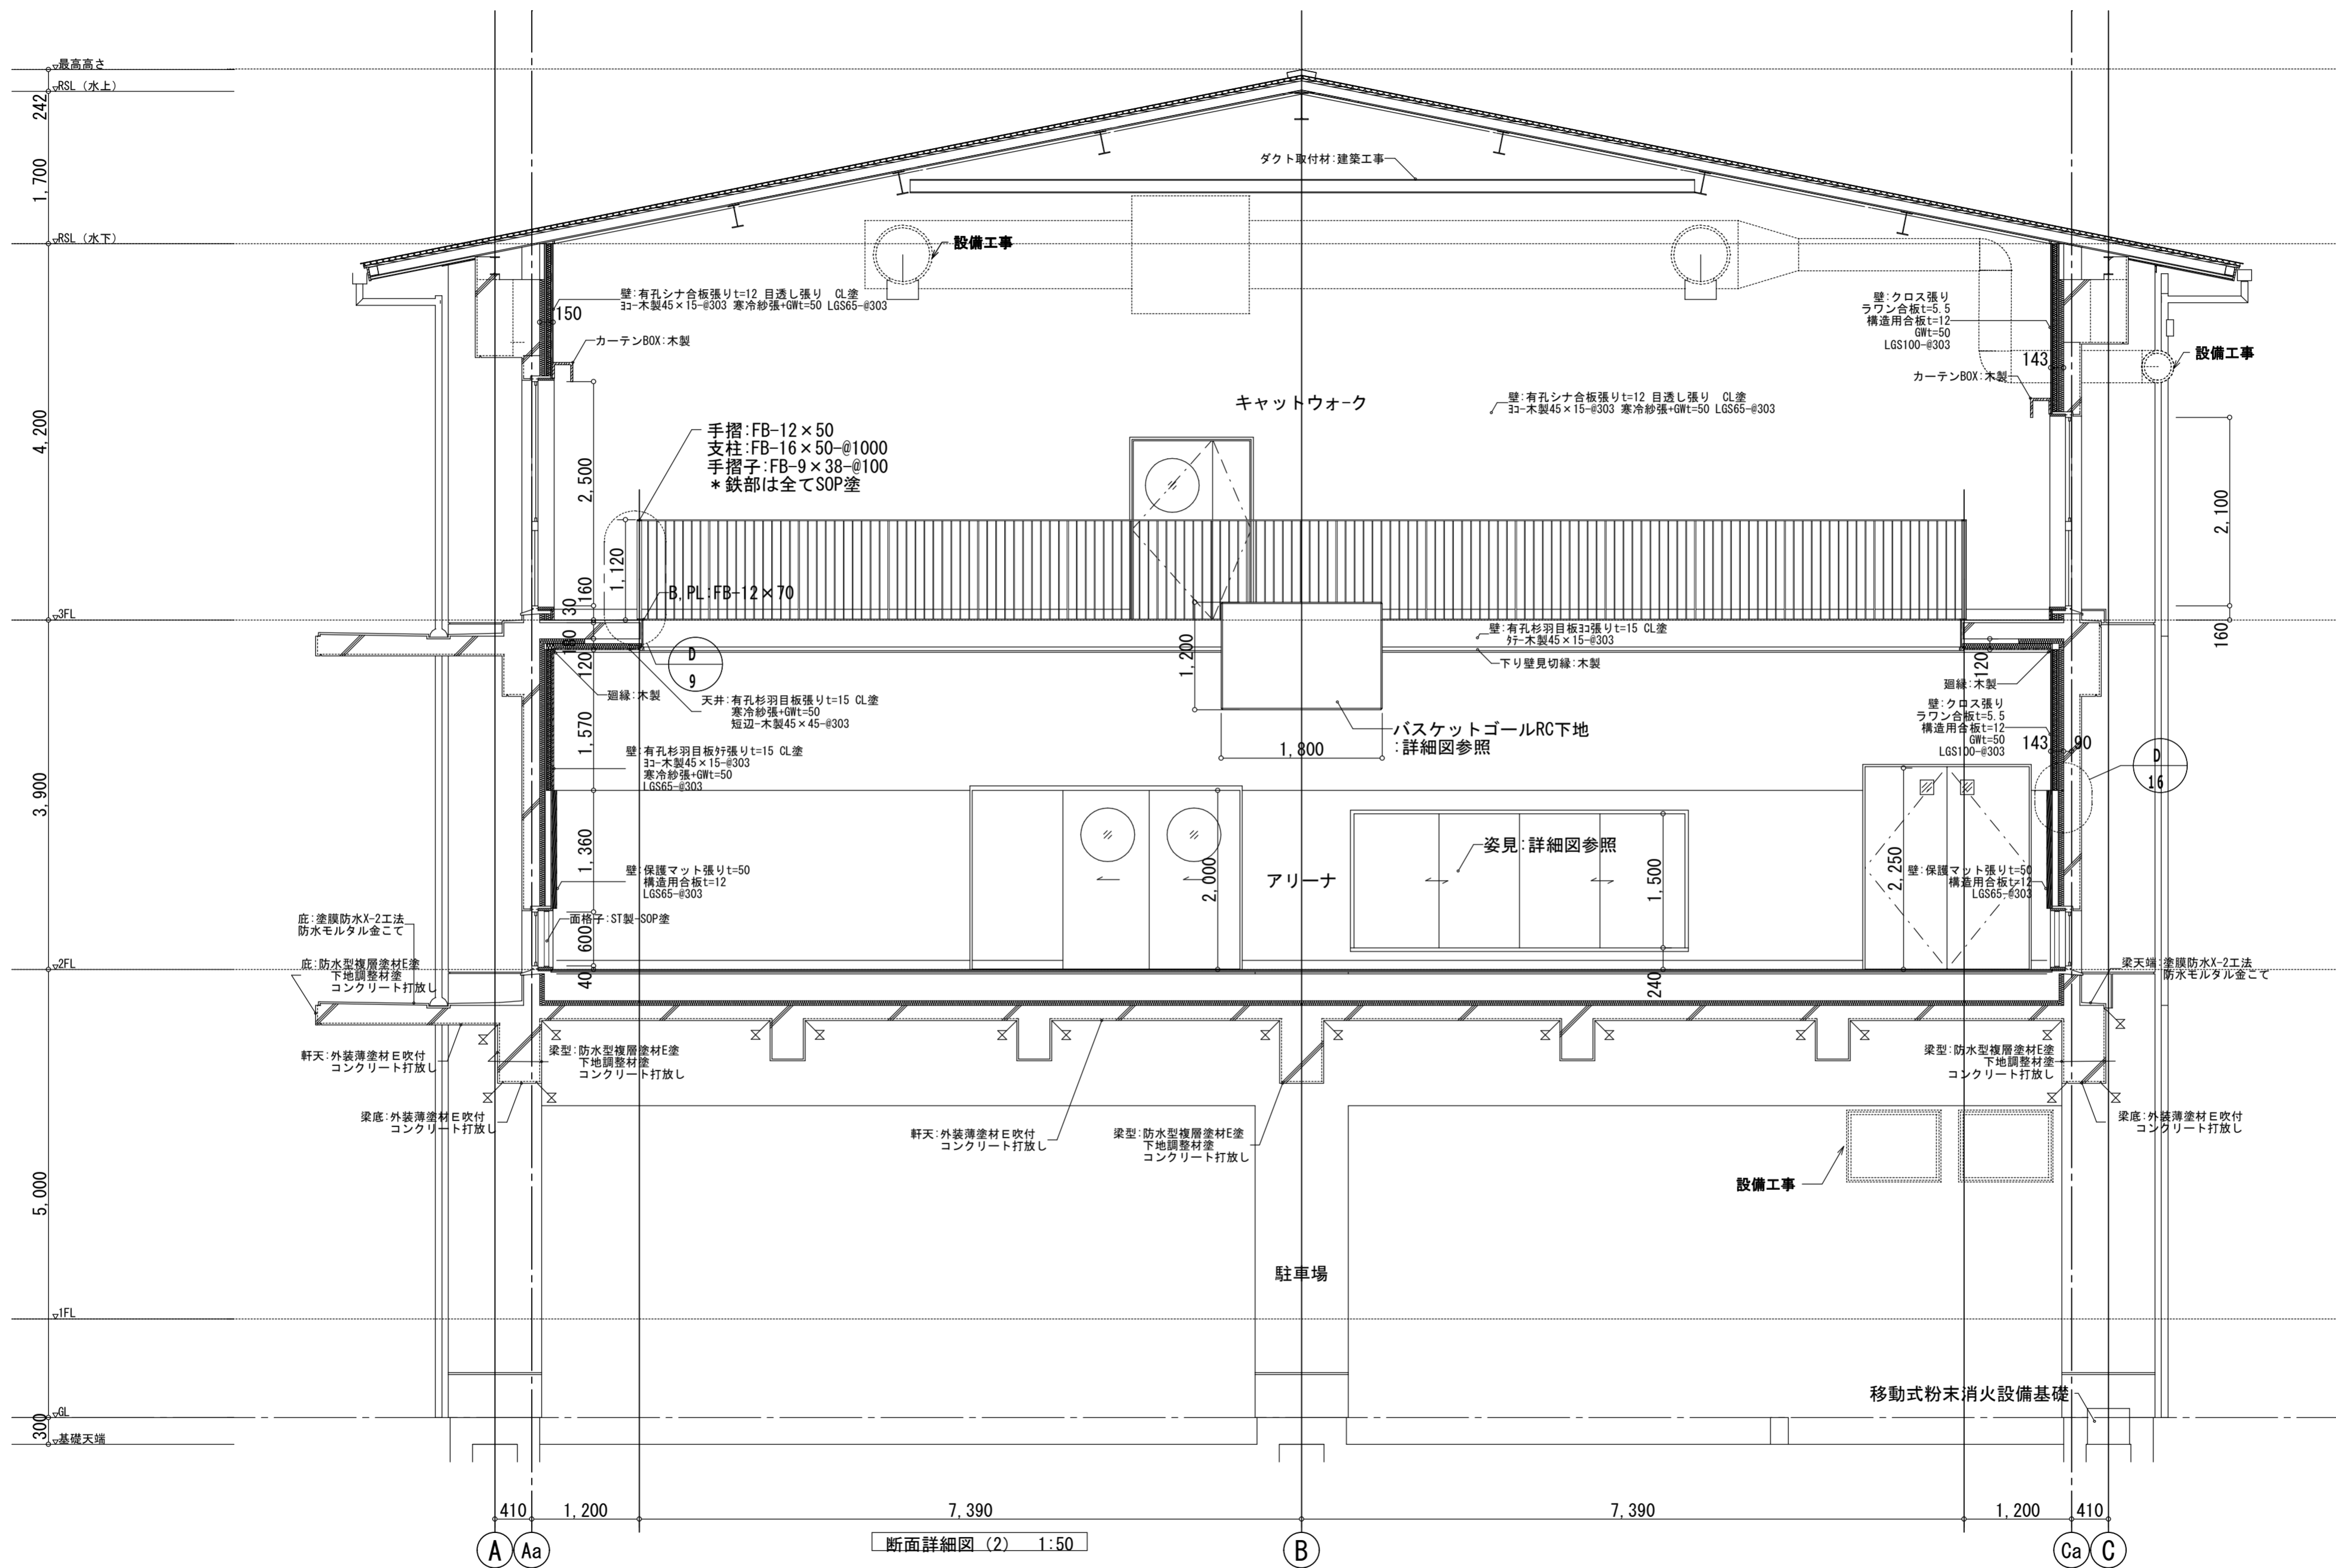 ▽最高高さ
▽RSL (水上)
242
1,700
▽RSL (水下)
4,200
▽3FL
3,900
▽2FL
5,000
▽1FL
▽GL
300
▽基礎天端
ダクト取付材:建築工事
設備工事
壁:有孔シナ合板張りt=12 目透し張り CL塗
ﾖｺ-木製45×15-@303 寒冷紗張+GWt=50 LGS65-@303
150
カーテンBOX:木製
壁:クロス張り
ラワン合板t=5.5
構造用合板t=12
GWt=50
LGS100-@303
143
設備工事
カーテンBOX:木製
キャットウォーク
壁:有孔シナ合板張りt=12 目透し張り CL塗
ﾖｺ-木製45×15-@303 寒冷紗張+GWt=50 LGS65-@303
手摺:FB-12×50
支柱:FB-16×50-@1000
手摺子:FB-9×38-@100
*鉄部は全てSOP塗
2,500
1,120
2,100
160
30
B.PL:FB-12×70
160
120
D
9
1,200
壁:有孔杉羽目板ﾖｺ張りt=15 CL塗
ﾀﾃ-木製45×15-@303
下り壁見切縁:木製
120
廻縁:木製
廻縁:木製
天井:有孔杉羽目板張りt=15 CL塗
寒冷紗張+GWt=50
短辺-木製45×45-@303
1,570
バスケットゴールRC下地
:詳細図参照
1,800
壁:クロス張り
ラワン合板t=5.5
構造用合板t=12
GWt=50
LGS100-@303
143
90
D
16
壁:有孔杉羽目板ﾀﾃ張りt=15 CL塗
ﾖｺ-木製45×15-@303
寒冷紗張+GWt=50
LGS65-@303
1,360
壁:保護マット張りt=50
構造用合板t=12
LGS65-@303
2,000
アリーナ
姿見:詳細図参照
1,500
2,250
壁:保護マット張りt=50
構造用合板t=12
LGS65-@303
庇:塗膜防水X-2工法
防水モルタル金こて
面格子:ST製-SOP塗
600
40
240
庇:防水型複層塗材E塗
下地調整材塗
コンクリート打放し
梁天端:塗膜防水X-2工法
防水モルタル金こて
軒天:外装薄塗材E吹付
コンクリート打放し
梁型:防水型複層塗材E塗
下地調整材塗
コンクリート打放し
梁型:防水型複層塗材E塗
下地調整材塗
コンクリート打放し
梁底:外装薄塗材E吹付
コンクリート打放し
軒天:外装薄塗材E吹付
コンクリート打放し
梁型:防水型複層塗材E塗
下地調整材塗
コンクリート打放し
梁底:外装薄塗材E吹付
コンクリート打放し
設備工事
駐車場
移動式粉末消火設備基礎
410
1,200
7,390
7,390
1,200
410
A
Aa
B
Ca
C
断面詳細図 (2) 1:50